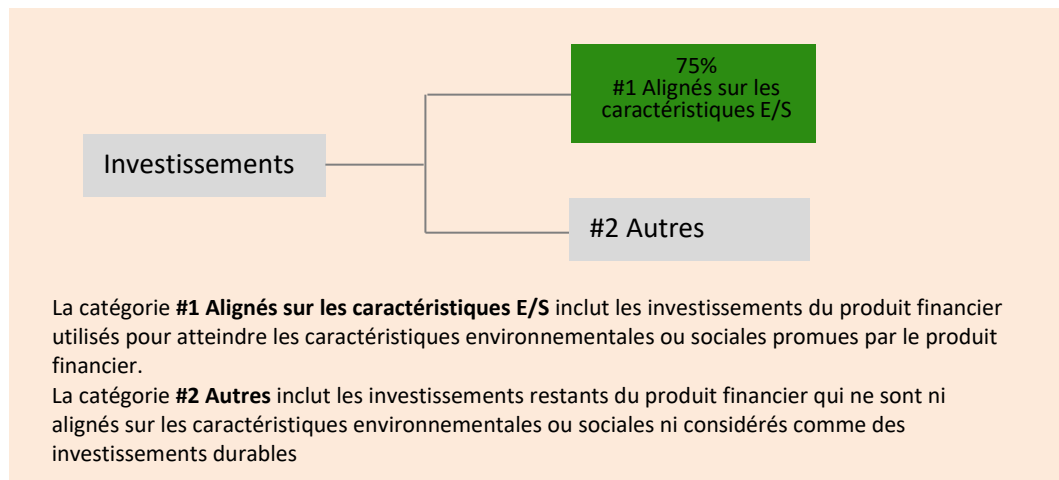 75%
#1 Alignés sur les
caractéristiques E/S
Investissements
#2 Autres
La catégorie #1 Alignés sur les caractéristiques E/S inclut les investissements du produit financier
utilisés pour atteindre les caractéristiques environnementales ou sociales promues par le produit
financier.
La catégorie #2 Autres inclut les investissements restants du produit financier qui ne sont ni
alignés sur les caractéristiques environnementales ou sociales ni considérés comme des
investissements durables